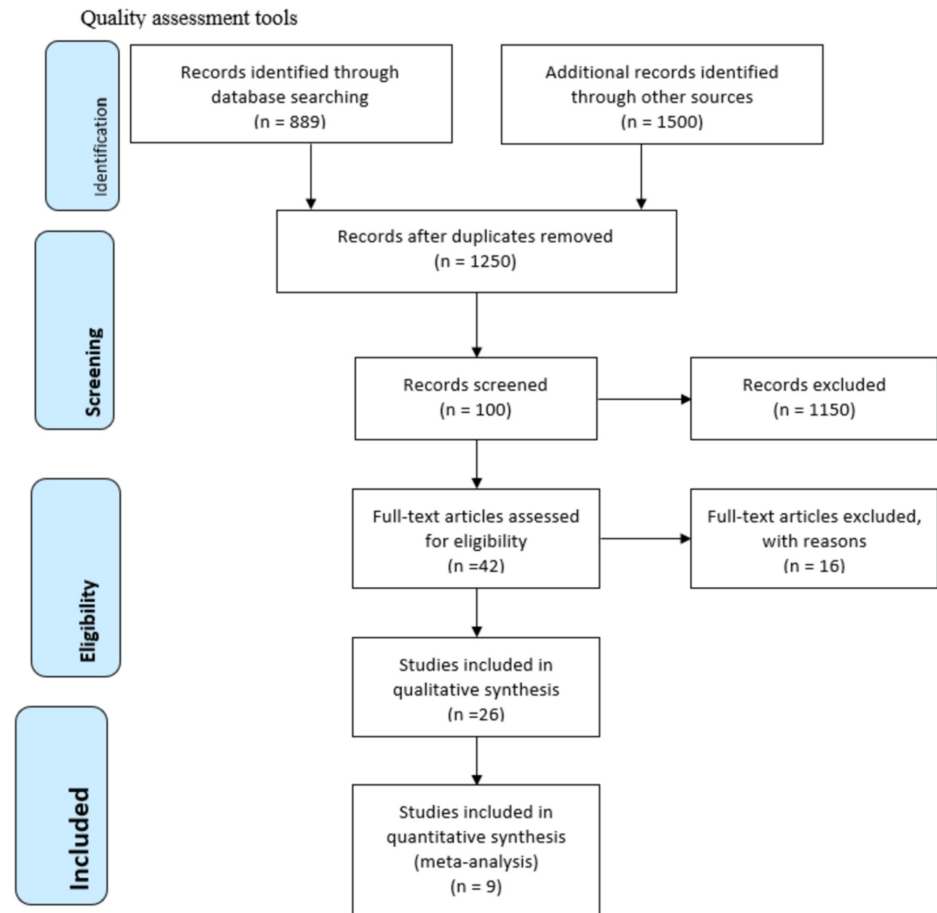 Quality assessment tools
Identification
Records identified through
database searching
(n = 889)
Additional records identified
through other sources
(n = 1500)
Records after duplicates removed
(n = 1250)
Screening
Records screened
(n = 100)
Records excluded
(n = 1150)
Eligibility
Full-text articles assessed
for eligibility
(n =42)
Full-text articles excluded,
with reasons
(n = 16)
Studies included in
qualitative synthesis
(n =26)
Included
Studies included in
quantitative synthesis
(meta-analysis)
(n = 9)